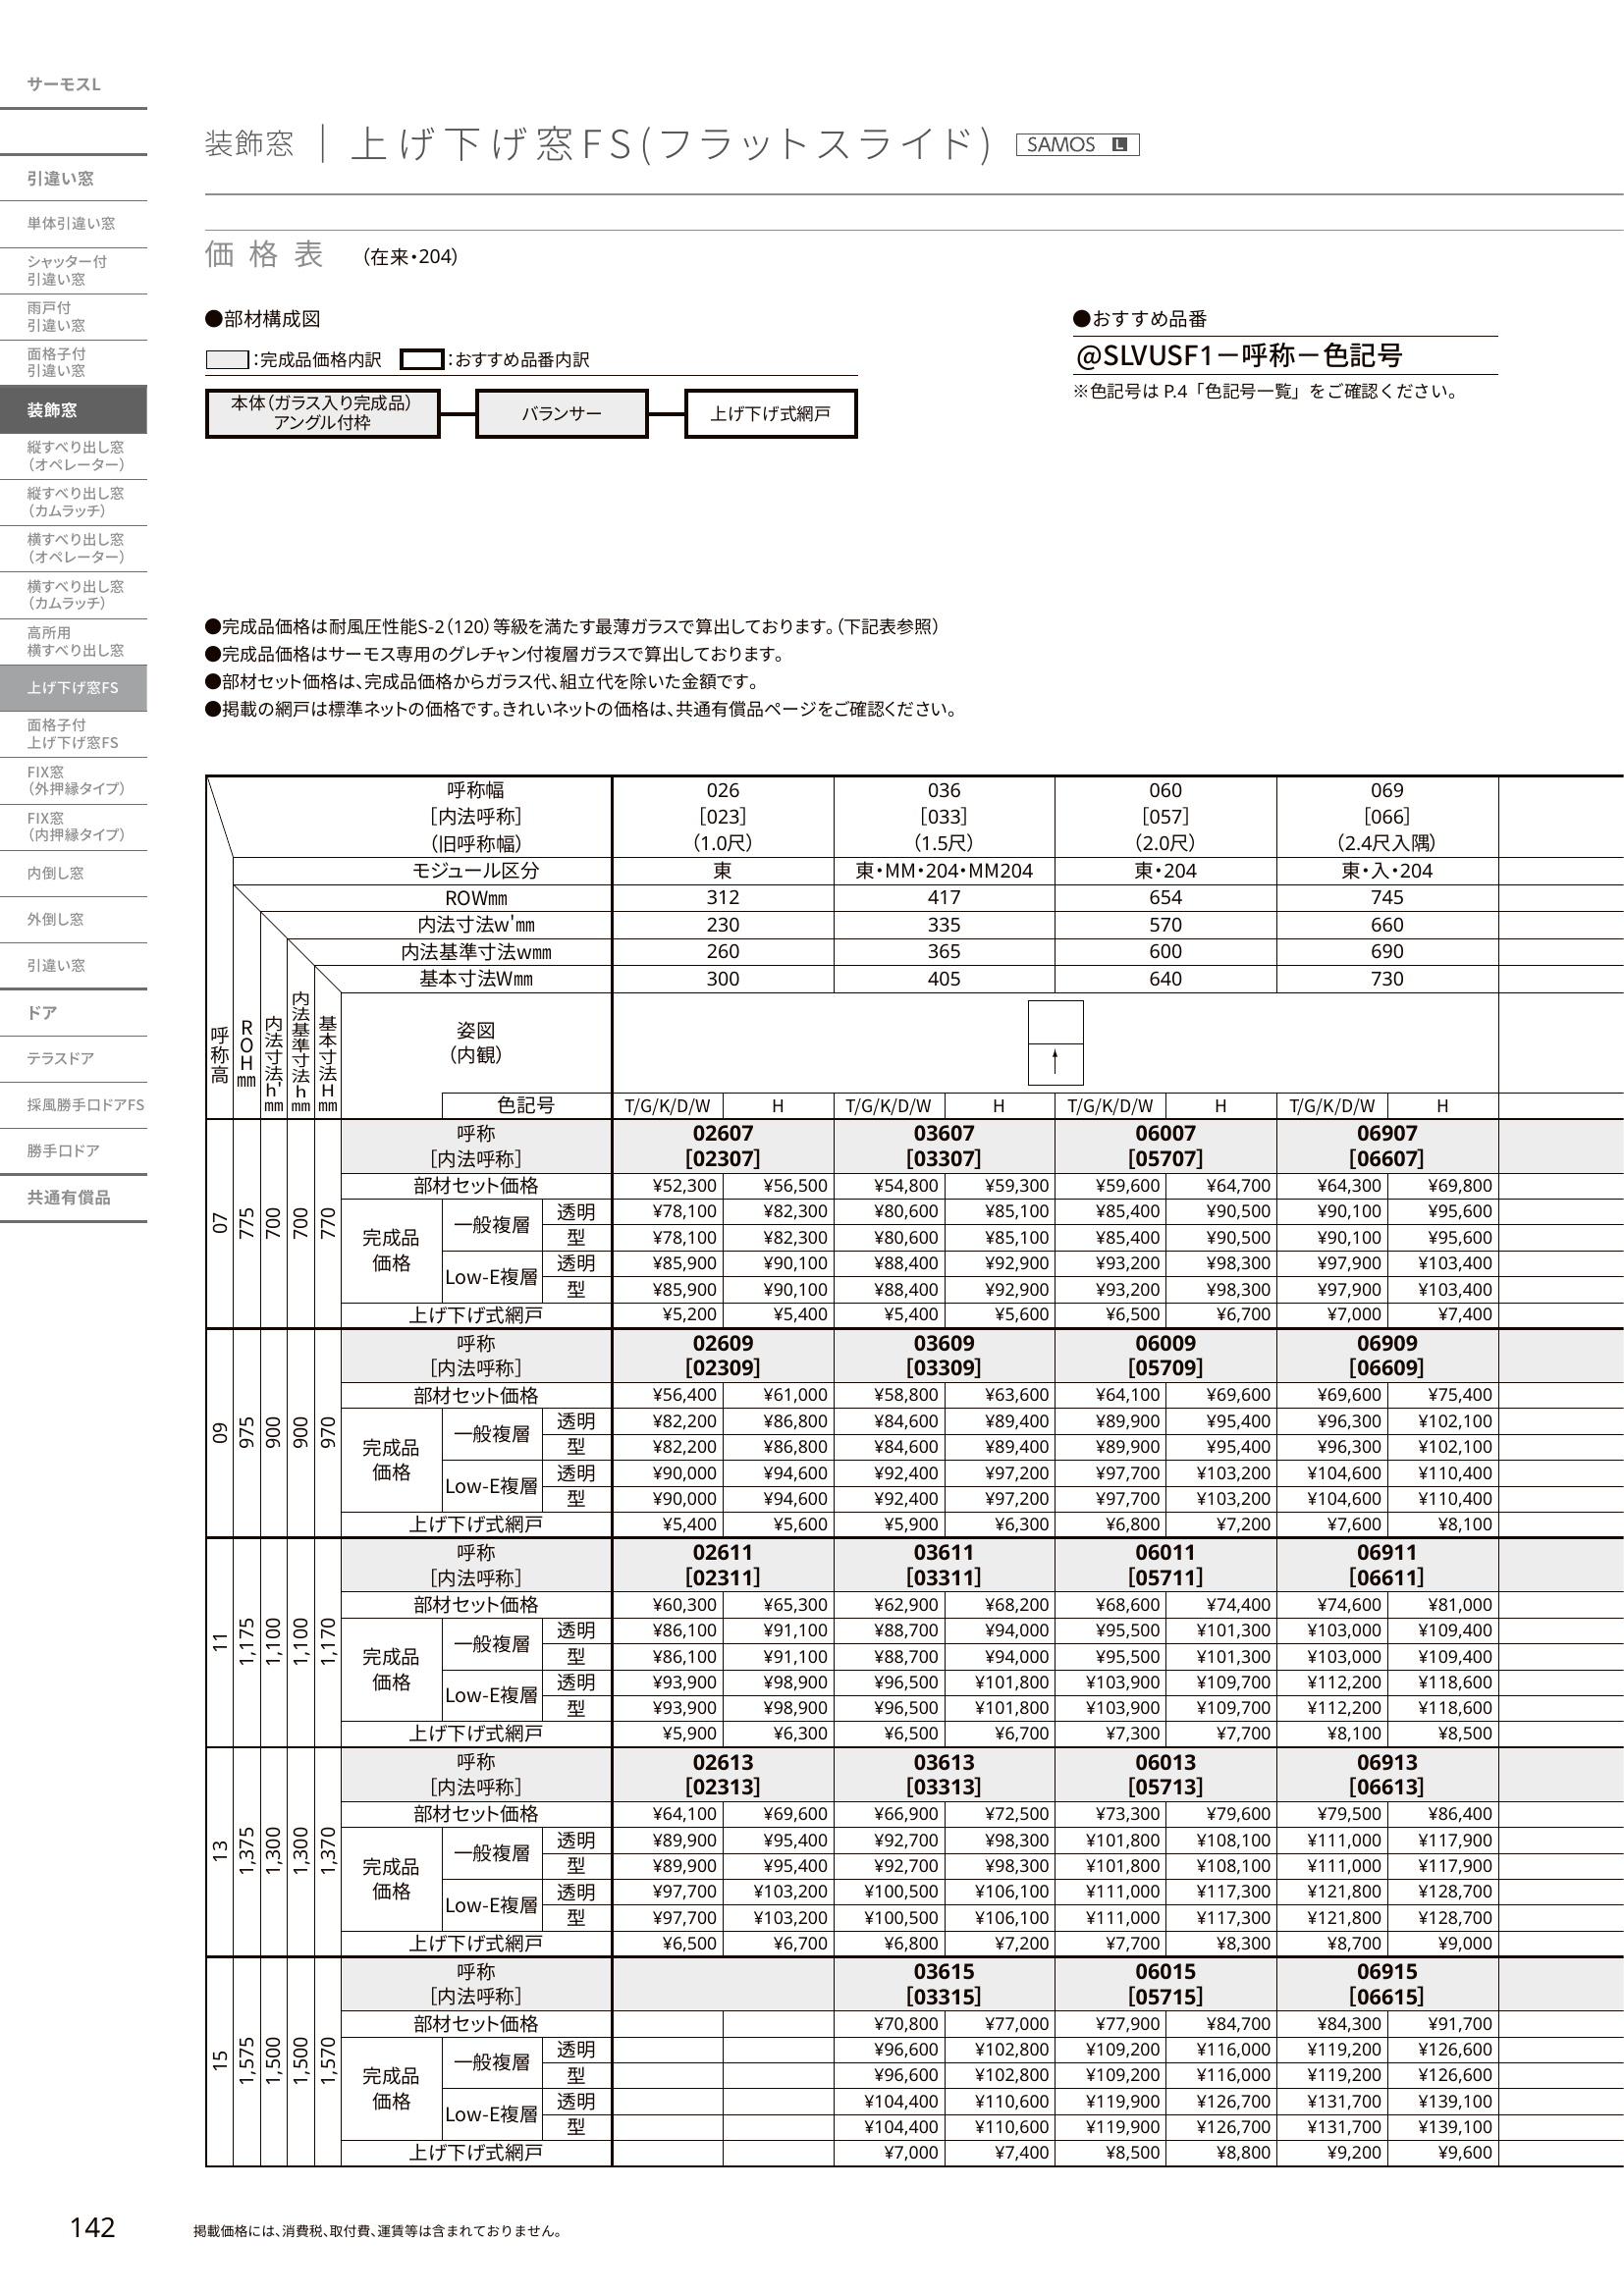 サーモスL
引違い窓
単体引違い窓
シャッター付
引違い窓
雨戸付
引違い窓
面格子付
引違い窓
装飾窓
縦すべり出し窓
（オペレーター）
縦すべり出し窓
（カムラッチ）
横すべり出し窓
（オペレーター）
横すべり出し窓
（カムラッチ）
高所用
横すべり出し窓
上げ下げ窓FS
面格子付
上げ下げ窓FS
FIX窓
（外押縁タイプ）
FIX窓
（内押縁タイプ）
内倒し窓
外倒し窓
引違い窓
ドア
テラスドア
採風勝手口ドアFS
勝手口ドア
共通有償品
装飾窓｜上げ下げ窓FS(フラットスライド) SAMOS L
価格表 （在来・204）
●部材構成図
：完成品価格内訳 ：おすすめ品番内訳
本体（ガラス入り完成品）
アングル付枠
バランサー
上げ下げ式網戸
●おすすめ品番
@SLVUSF1－呼称－色記号
※色記号は P.4「色記号一覧」をご確認ください。
●完成品価格は耐風圧性能S-2（120）等級を満たす最薄ガラスで算出しております。（下記表参照）
●完成品価格はサーモス専用のグレチャン付複層ガラスで算出しております。
●部材セット価格は、完成品価格からガラス代、組立代を除いた金額です。
●掲載の網戸は標準ネットの価格です。きれいネットの価格は、共通有償品ページをご確認ください。
呼称幅 026 036 060 069
［内法呼称］ ［023］ ［033］ ［057］ ［066］
（旧呼称幅） （1.0尺） （1.5尺） （2.0尺） （2.4尺入隅）
モジュール区分 東 東・MM・204・MM204 東・204 東・入・204
ROW㎜ 312 417 654 745
内法寸法w'㎜ 230 335 570 660
内法基準寸法w㎜ 260 365 600 690
基本寸法W㎜ 300 405 640 730
呼称高 ROH㎜ 内法寸法h'㎜ 内法基準寸法h㎜ 基本寸法H㎜
姿図
（内観）
色記号 T/G/K/D/W H T/G/K/D/W H T/G/K/D/W H T/G/K/D/W H
07 775 700 700 770
呼称 02607 03607 06007 06907
［内法呼称］ [02307] [03307] [05707] [06607]
部材セット価格 ¥52,300 ¥56,500 ¥54,800 ¥59,300 ¥59,600 ¥64,700 ¥64,300 ¥69,800
完成品価格 一般複層 透明 ¥78,100 ¥82,300 ¥80,600 ¥85,100 ¥85,400 ¥90,500 ¥90,100 ¥95,600
型 ¥78,100 ¥82,300 ¥80,600 ¥85,100 ¥85,400 ¥90,500 ¥90,100 ¥95,600
Low-E複層 透明 ¥85,900 ¥90,100 ¥88,400 ¥92,900 ¥93,200 ¥98,300 ¥97,900 ¥103,400
型 ¥85,900 ¥90,100 ¥88,400 ¥92,900 ¥93,200 ¥98,300 ¥97,900 ¥103,400
上げ下げ式網戸 ¥5,200 ¥5,400 ¥5,400 ¥5,600 ¥6,500 ¥6,700 ¥7,000 ¥7,400
09 975 900 900 970
呼称 02609 03609 06009 06909
［内法呼称］ [02309] [03309] [05709] [06609]
部材セット価格 ¥56,400 ¥61,000 ¥58,800 ¥63,600 ¥64,100 ¥69,600 ¥69,600 ¥75,400
完成品価格 一般複層 透明 ¥82,200 ¥86,800 ¥84,600 ¥89,400 ¥89,900 ¥95,400 ¥96,300 ¥102,100
型 ¥82,200 ¥86,800 ¥84,600 ¥89,400 ¥89,900 ¥95,400 ¥96,300 ¥102,100
Low-E複層 透明 ¥90,000 ¥94,600 ¥92,400 ¥97,200 ¥97,700 ¥103,200 ¥104,600 ¥110,400
型 ¥90,000 ¥94,600 ¥92,400 ¥97,200 ¥97,700 ¥103,200 ¥104,600 ¥110,400
上げ下げ式網戸 ¥5,400 ¥5,600 ¥5,900 ¥6,300 ¥6,800 ¥7,200 ¥7,600 ¥8,100
11 1,175 1,100 1,100 1,170
呼称 02611 03611 06011 06911
［内法呼称］ [02311] [03311] [05711] [06611]
部材セット価格 ¥60,300 ¥65,300 ¥62,900 ¥68,200 ¥68,600 ¥74,400 ¥74,600 ¥81,000
完成品価格 一般複層 透明 ¥86,100 ¥91,100 ¥88,700 ¥94,000 ¥95,500 ¥101,300 ¥103,000 ¥109,400
型 ¥86,100 ¥91,100 ¥88,700 ¥94,000 ¥95,500 ¥101,300 ¥103,000 ¥109,400
Low-E複層 透明 ¥93,900 ¥98,900 ¥96,500 ¥101,800 ¥103,900 ¥109,700 ¥112,200 ¥118,600
型 ¥93,900 ¥98,900 ¥96,500 ¥101,800 ¥103,900 ¥109,700 ¥112,200 ¥118,600
上げ下げ式網戸 ¥5,900 ¥6,300 ¥6,500 ¥6,700 ¥7,300 ¥7,700 ¥8,100 ¥8,500
13 1,375 1,300 1,300 1,370
呼称 02613 03613 06013 06913
［内法呼称］ [02313] [03313] [05713] [06613]
部材セット価格 ¥64,100 ¥69,600 ¥66,900 ¥72,500 ¥73,300 ¥79,600 ¥79,500 ¥86,400
完成品価格 一般複層 透明 ¥89,900 ¥95,400 ¥92,700 ¥98,300 ¥101,800 ¥108,100 ¥111,000 ¥117,900
型 ¥89,900 ¥95,400 ¥92,700 ¥98,300 ¥101,800 ¥108,100 ¥111,000 ¥117,900
Low-E複層 透明 ¥97,700 ¥103,200 ¥100,500 ¥106,100 ¥111,000 ¥117,300 ¥121,800 ¥128,700
型 ¥97,700 ¥103,200 ¥100,500 ¥106,100 ¥111,000 ¥117,300 ¥121,800 ¥128,700
上げ下げ式網戸 ¥6,500 ¥6,700 ¥6,800 ¥7,200 ¥7,700 ¥8,300 ¥8,700 ¥9,000
15 1,575 1,500 1,500 1,570
呼称 03615 06015 06915
［内法呼称］ [03315] [05715] [06615]
部材セット価格 ¥70,800 ¥77,000 ¥77,900 ¥84,700 ¥84,300 ¥91,700
完成品価格 一般複層 透明 ¥96,600 ¥102,800 ¥109,200 ¥116,000 ¥119,200 ¥126,600
型 ¥96,600 ¥102,800 ¥109,200 ¥116,000 ¥119,200 ¥126,600
Low-E複層 透明 ¥104,400 ¥110,600 ¥119,900 ¥126,700 ¥131,700 ¥139,100
型 ¥104,400 ¥110,600 ¥119,900 ¥126,700 ¥131,700 ¥139,100
上げ下げ式網戸 ¥7,000 ¥7,400 ¥8,500 ¥8,800 ¥9,200 ¥9,600
142
掲載価格には、消費税、取付費、運賃等は含まれておりません。